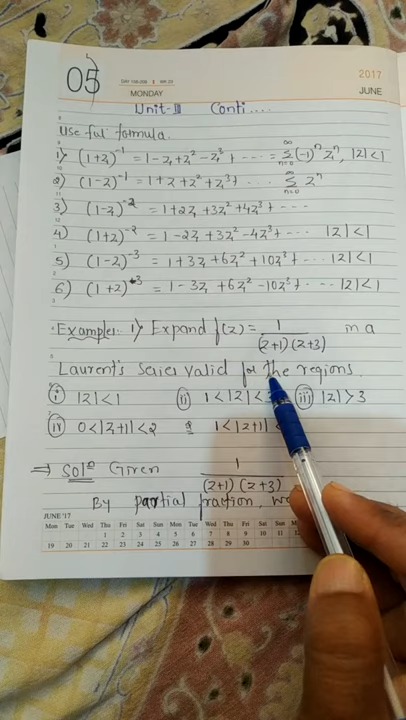 05
DAY 156-209 WK 23
MONDAY
2017
JUNE
Unit-III Conti....
Useful formula.
1) (1+z)^-1 = 1-z+z^2-z^3+ ---- = ∞∑n=0 (-1)^n z^n, |z|<1
2) (1-z)^-1 = 1+z+z^2+z^3+ ---- ∞∑n=0 z^n
3) (1-z)^-2 = 1+2z+3z^2+4z^3+ ----
4) (1+z)^-2 = 1-2z+3z^2-4z^3+---- |z|<1
5) (1-z)^-3 = 1+3z+6z^2+10z^3+---- |z|<1
6) (1+z)^-3 = 1-3z+6z^2-10z^3+---- |z|<1
Example:- 1) Expand f(z) = 1/(z+1)(z+3) in a
Laurent's Series valid for the regions.
i |z|<1 ii 1<|z|< iii |z|>3
iv 0<|z+1|<2 1<|z+1|<
⇒ Sol^n Given 1/(z+1)(z+3)
By partial fraction,
JUNE '17
Mon Tue Wed Thu Fri Sat Sun Mon Tue Wed Thu Fri Sat Sun
1 2 3 4 5 6 7 8 9 10 11
19 20 21 22 23 24 25 26 27 28 29 30